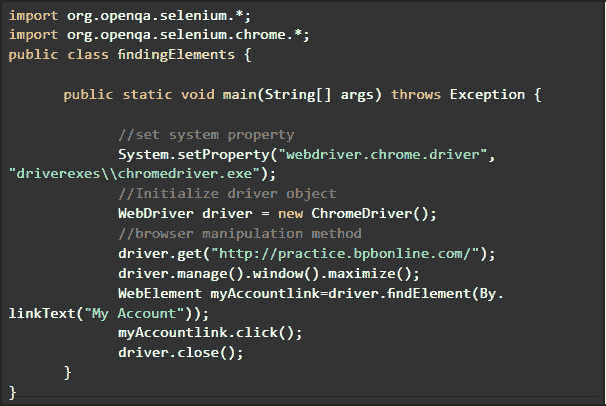 import org.openqa.selenium.*;
import org.openqa.selenium.chrome.*;
public class findingElements {
public static void main(String[] args) throws Exception {
//set system property
System.setProperty("webdriver.chrome.driver",
"driverexes\\chromedriver.exe");
//Initialize driver object
WebDriver driver = new ChromeDriver();
//browser manipulation method
driver.get("http://practice.bpbonline.com/");
driver.manage().window().maximize();
WebElement myAccountlink=driver.findElement(By.
linkText("My Account"));
myAccountlink.click();
driver.close();
}
}